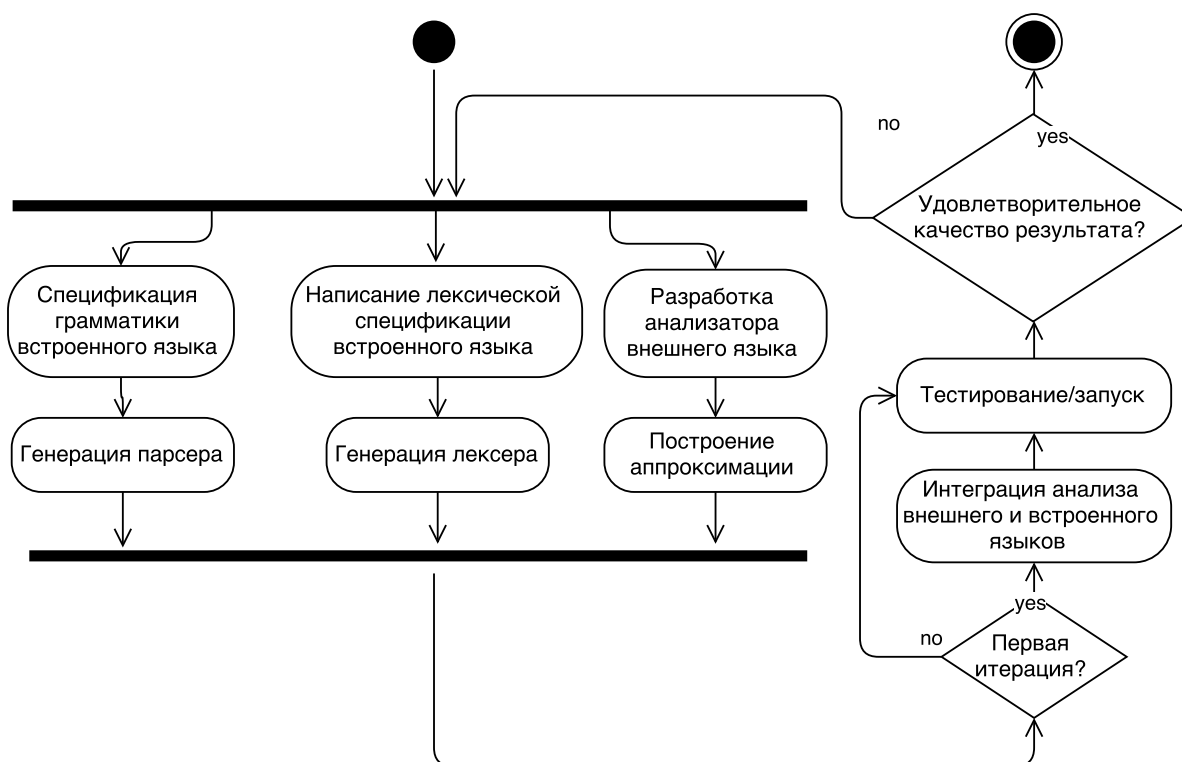 no
yes
Удовлетворительное
качество результата?
Спецификация
грамматики
встроенного языка
Написание лексической
спецификации
встроенного языка
Разработка
анализатора
внешнего языка
Тестирование/запуск
Генерация парсера
Генерация лексера
Построение
аппроксимации
Интеграция анализа
внешнего и встроенного
языков
yes
no
Первая
итерация?